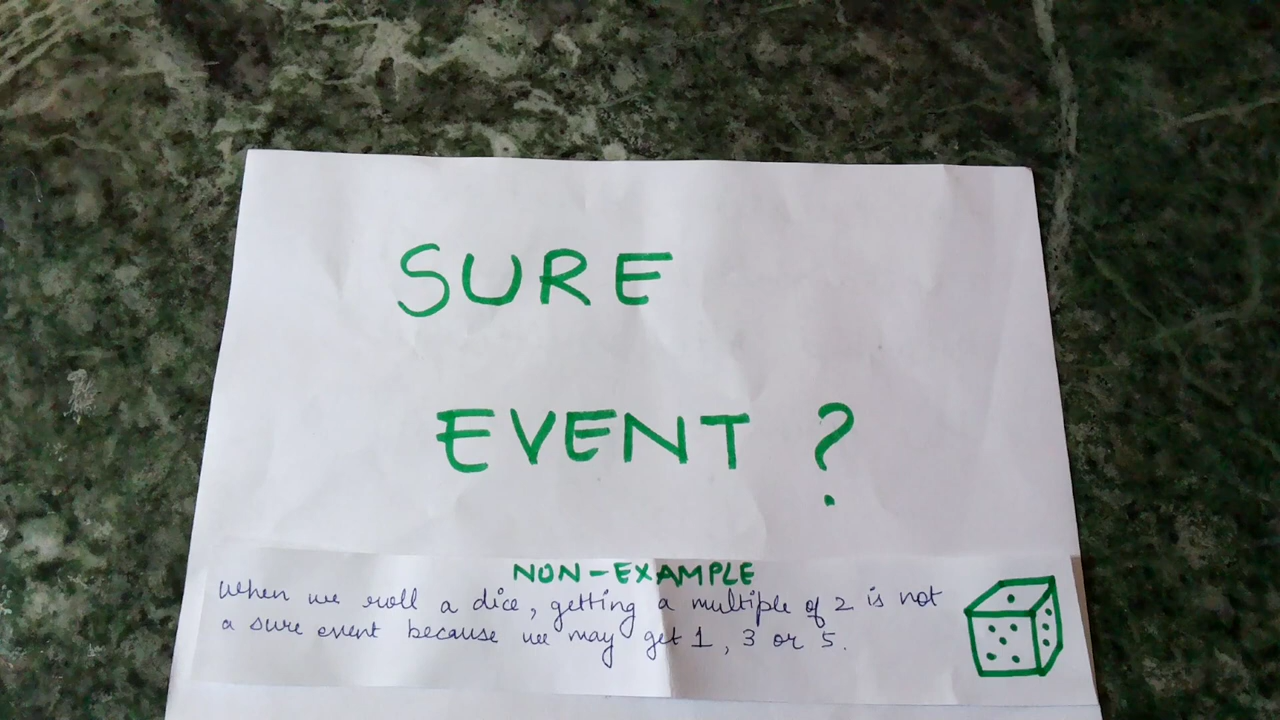 SURE
EVENT ?
NON-EXAMPLE
When we roll a dice, getting a multiple of 2 is not
a sure event because we may get 1, 3 or 5.